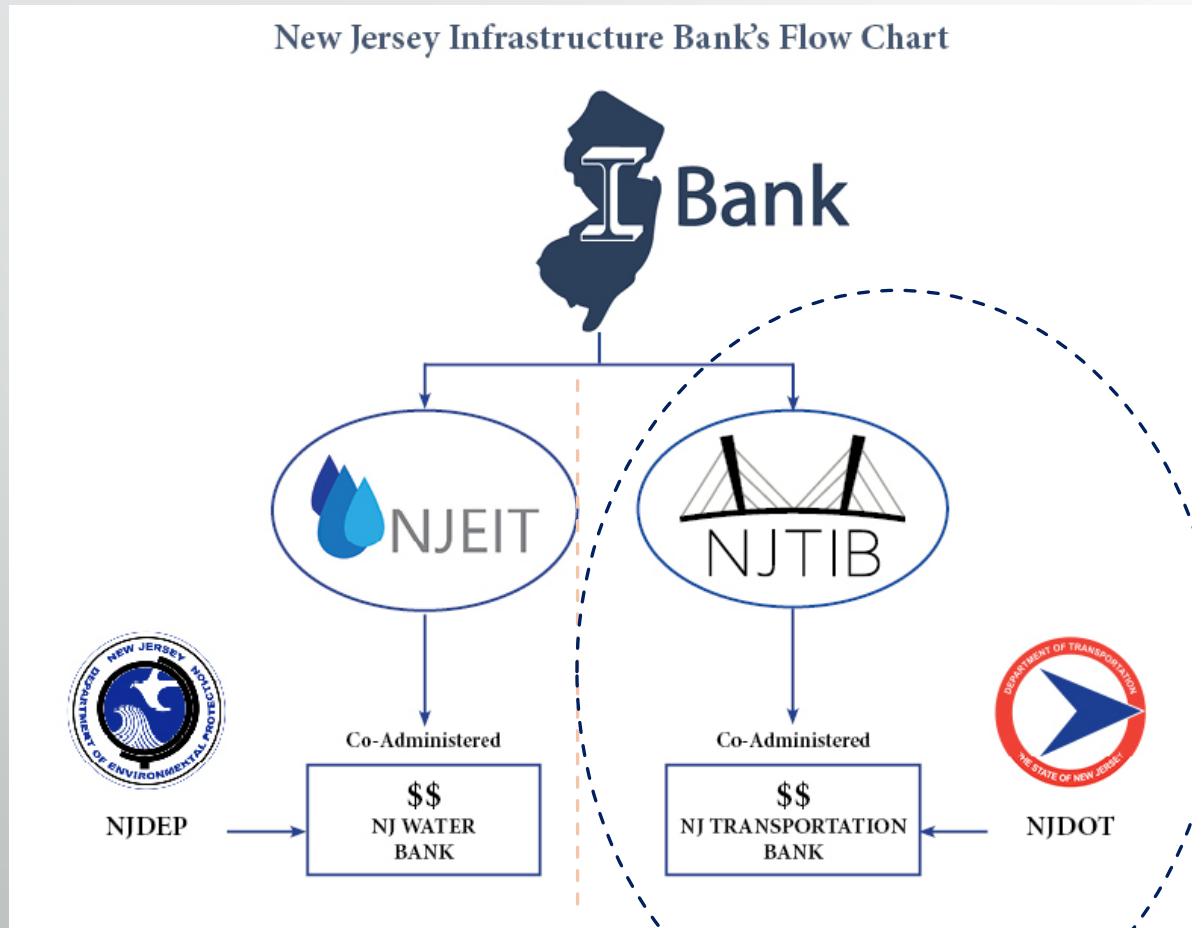 New Jersey Infrastructure Bank's Flow Chart
I Bank
NJEIT
NJTIB
NEW JERSEY
DEPARTMENT OF ENVIRONMENTAL PROTECTION
DEPARTMENT OF TRANSPORTATION
THE STATE OF NEW JERSEY
Co-Administered
Co-Administered
$$
NJ WATER
BANK
$$
NJ TRANSPORTATION
BANK
NJDEP
NJDOT